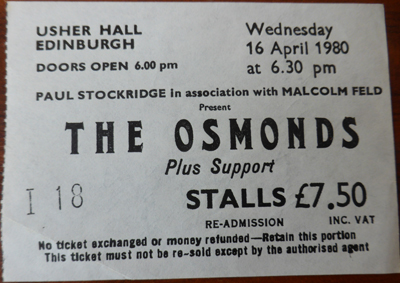 USHER HALL Wednesday
EDINBURGH 16 April 1980
DOORS OPEN 6.00 pm at 6.30 pm
PAUL STOCKRIDGE in association with MALCOLM FELD
Present
THE OSMONDS
Plus Support
I 18 STALLS £7.50
RE-ADMISSION INC. VAT
No ticket exchanged or money refunded—Retain this portion
This ticket must not be re-sold except by the authorised agent